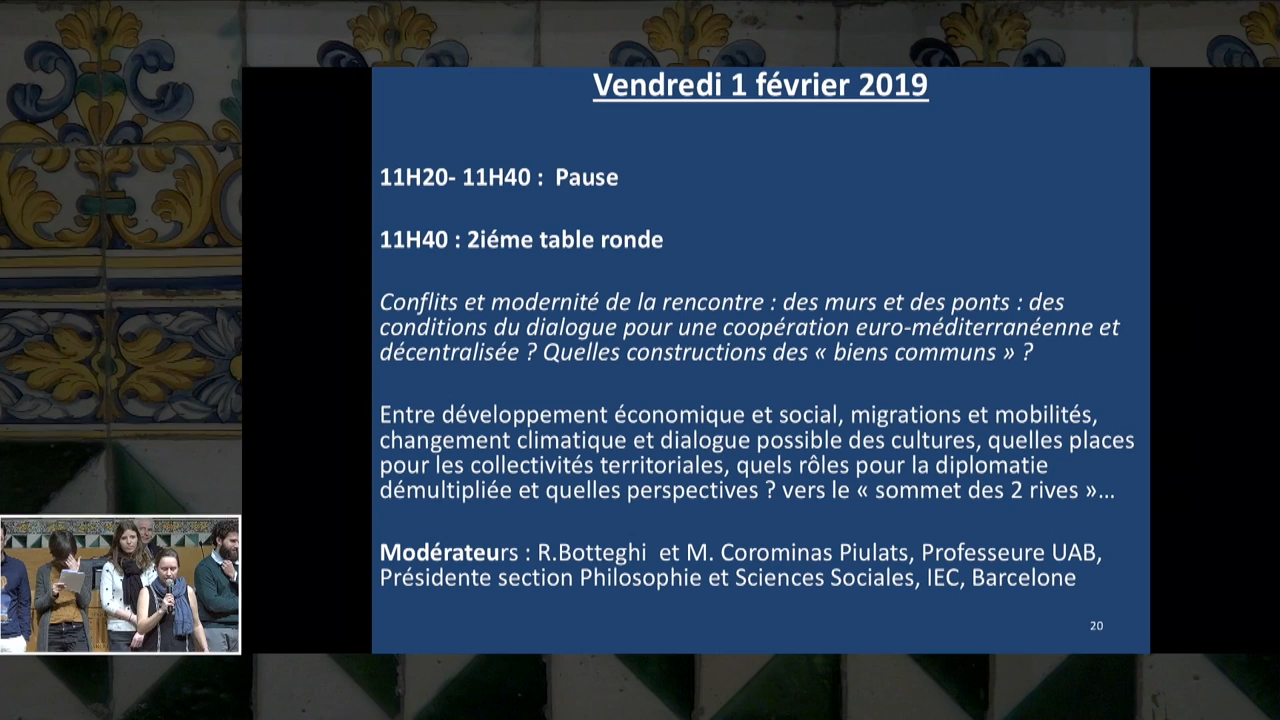 Vendredi 1 février 2019
11H20- 11H40 :  Pause
11H40 : 2iéme table ronde
Conflits et modernité de la rencontre : des murs et des ponts : des
conditions du dialogue pour une coopération euro-méditerranéenne et
décentralisée ? Quelles constructions des « biens communs » ?
Entre développement économique et social, migrations et mobilités,
changement climatique et dialogue possible des cultures, quelles places
pour les collectivités territoriales, quels rôles pour la diplomatie
démultipliée et quelles perspectives ? vers le « sommet des 2 rives »...
Modérateurs : R.Botteghi  et M. Corominas Piulats, Professeure UAB,
Présidente section Philosophie et Sciences Sociales, IEC, Barcelone
20